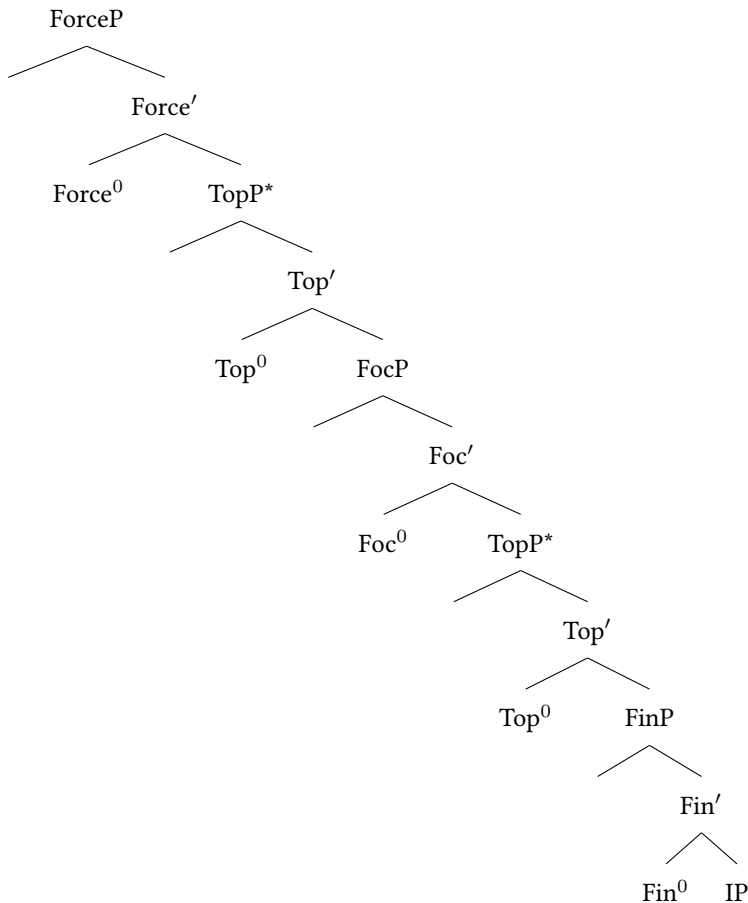 ForceP
Force′
Force⁰ TopP*
Top′
Top⁰ FocP
Foc′
Foc⁰ TopP*
Top′
Top⁰ FinP
Fin′
Fin⁰ IP